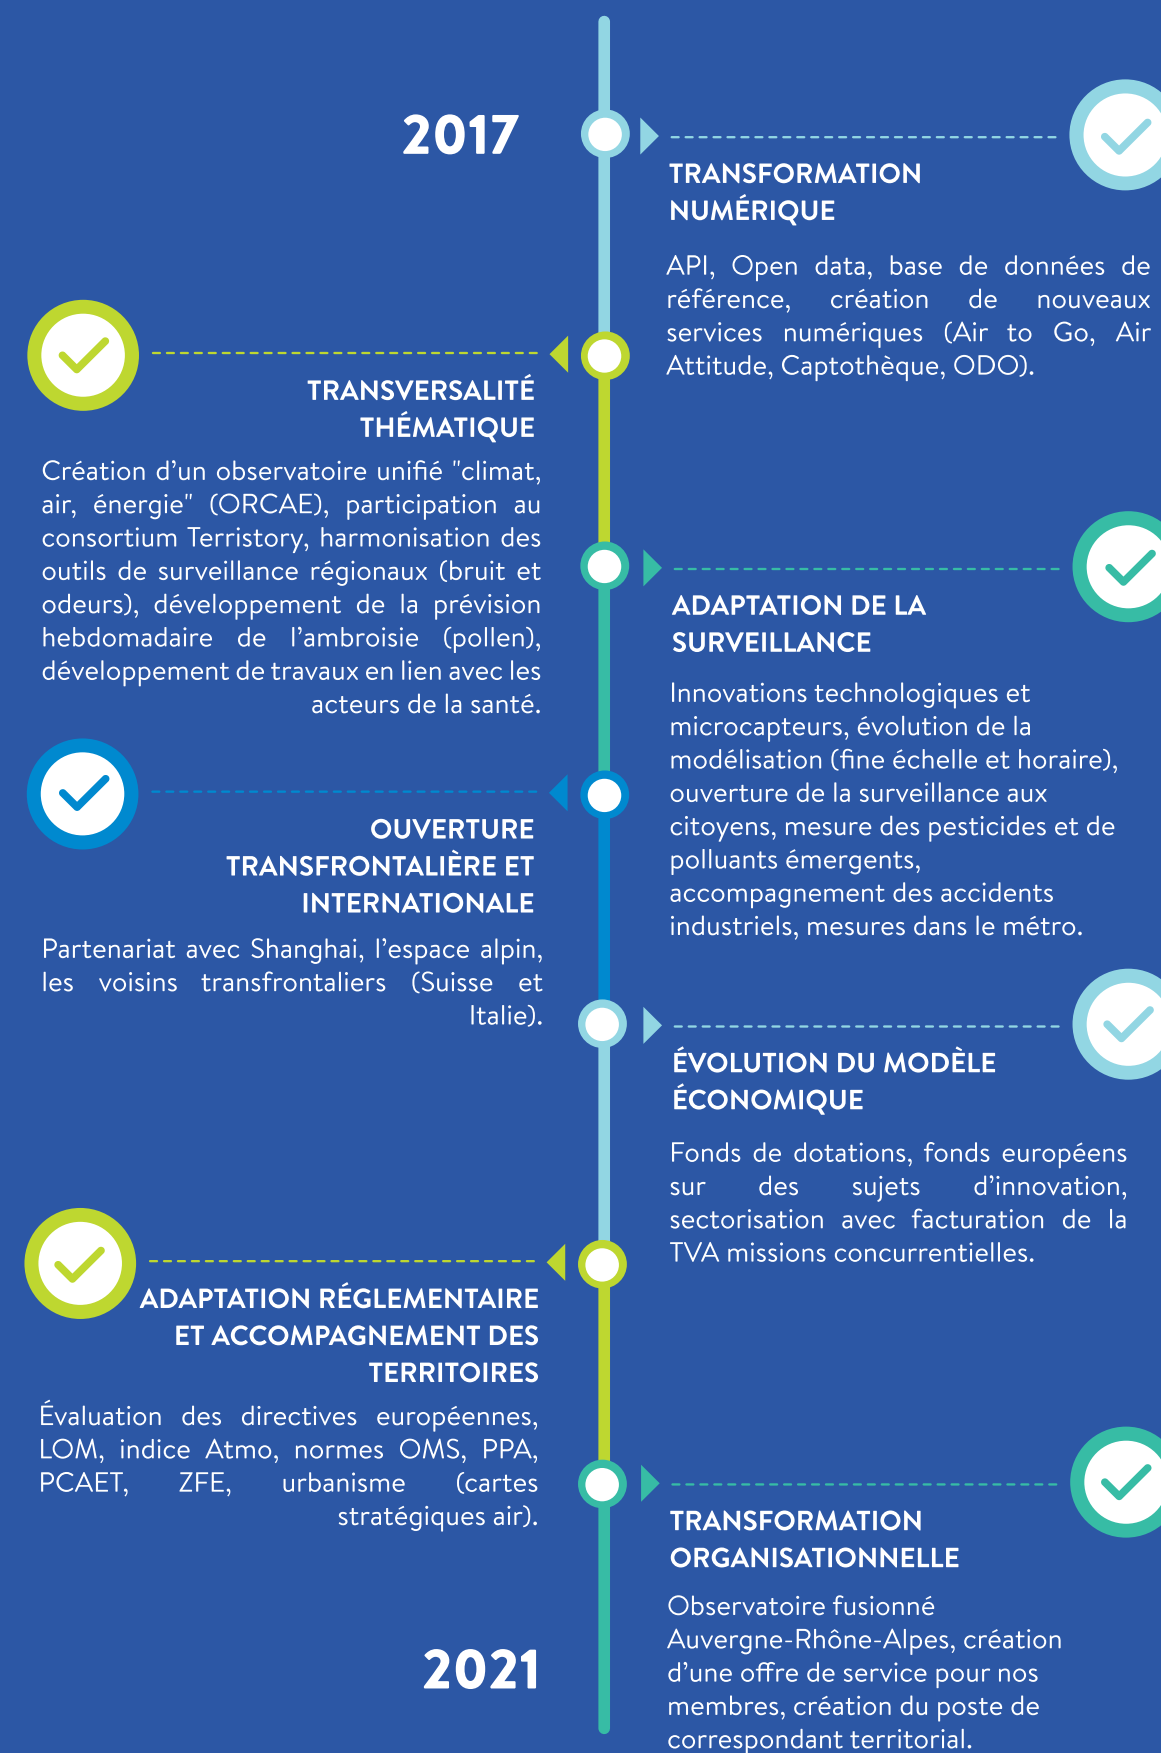 2017
TRANSFORMATION
NUMÉRIQUE
API, Open data, base de données de
référence, création de nouveaux
services numériques (Air to Go, Air
Attitude, Captothèque, ODO).
TRANSVERSALITÉ
THÉMATIQUE
Création d’un observatoire unifié "climat,
air, énergie" (ORCAE), participation au
consortium Terristory, harmonisation des
outils de surveillance régionaux (bruit et
odeurs), développement de la prévision
hebdomadaire de l’ambroisie (pollen),
développement de travaux en lien avec les
acteurs de la santé.
ADAPTATION DE LA
SURVEILLANCE
Innovations technologiques et
microcapteurs, évolution de la
modélisation (fine échelle et horaire),
ouverture de la surveillance aux
citoyens, mesure des pesticides et de
polluants émergents,
accompagnement des accidents
industriels, mesures dans le métro.
OUVERTURE
TRANSFRONTALIÈRE ET
INTERNATIONALE
Partenariat avec Shanghai, l’espace alpin,
les voisins transfrontaliers (Suisse et
Italie).
ÉVOLUTION DU MODÈLE
ÉCONOMIQUE
Fonds de dotations, fonds européens
sur des sujets d’innovation,
sectorisation avec facturation de la
TVA missions concurrentielles.
ADAPTATION RÉGLEMENTAIRE
ET ACCOMPAGNEMENT DES
TERRITOIRES
Évaluation des directives européennes,
LOM, indice Atmo, normes OMS, PPA,
PCAET, ZFE, urbanisme (cartes
stratégiques air).
TRANSFORMATION
ORGANISATIONNELLE
Observatoire fusionné
Auvergne-Rhône-Alpes, création
d’une offre de service pour nos
membres, création du poste de
correspondant territorial.
2021